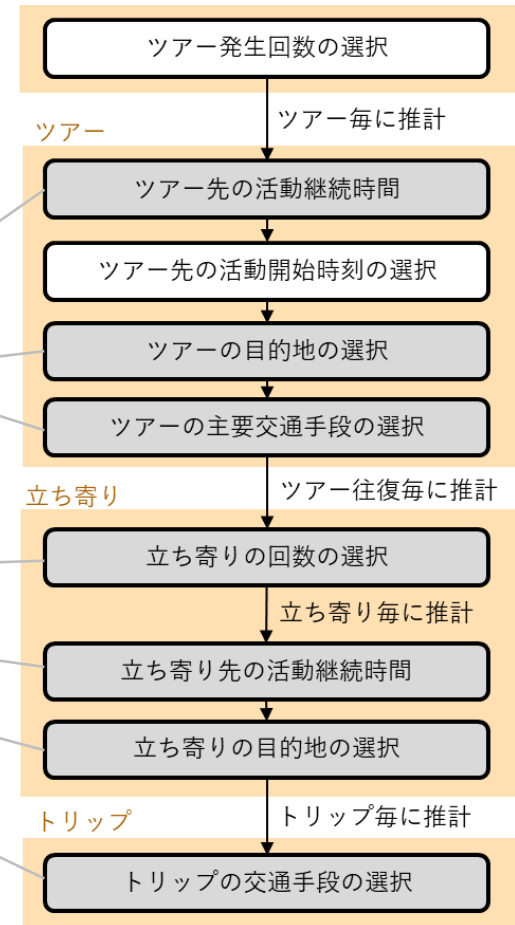 ツアー発生回数の選択
ツアー毎に推計
ツアー
ツアー先の活動継続時間
ツアー先の活動開始時刻の選択
ツアーの目的地の選択
ツアーの主要交通手段の選択
ツアー往復毎に推計
立ち寄り
立ち寄りの回数の選択
立ち寄り毎に推計
立ち寄り先の活動継続時間
立ち寄りの目的地の選択
トリップ毎に推計
トリップ
トリップの交通手段の選択